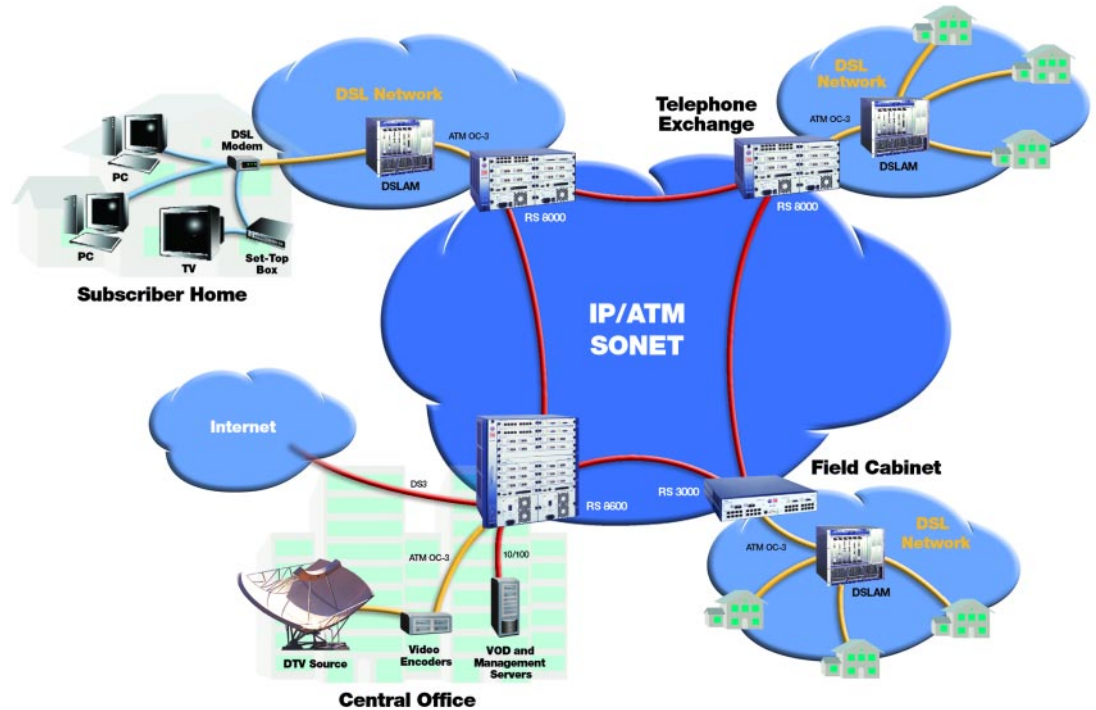 DSL Network
DSL
Network
Telephone
Exchange
ATM OC-3
ATM OC-3
DSL
Modem
PC
DSLAM
DSLAM
RS 8000
RS 8000
PC
TV
Set-Top
Box
Subscriber Home
IP/ATM
SONET
Internet
Field Cabinet
DS3
RS 8600
RS 3000
DSL
Network
ATM OC-3
10/100
ATM OC-3
DSLAM
DTV Source
Video
Encoders
VOD and
Management
Servers
Central Office